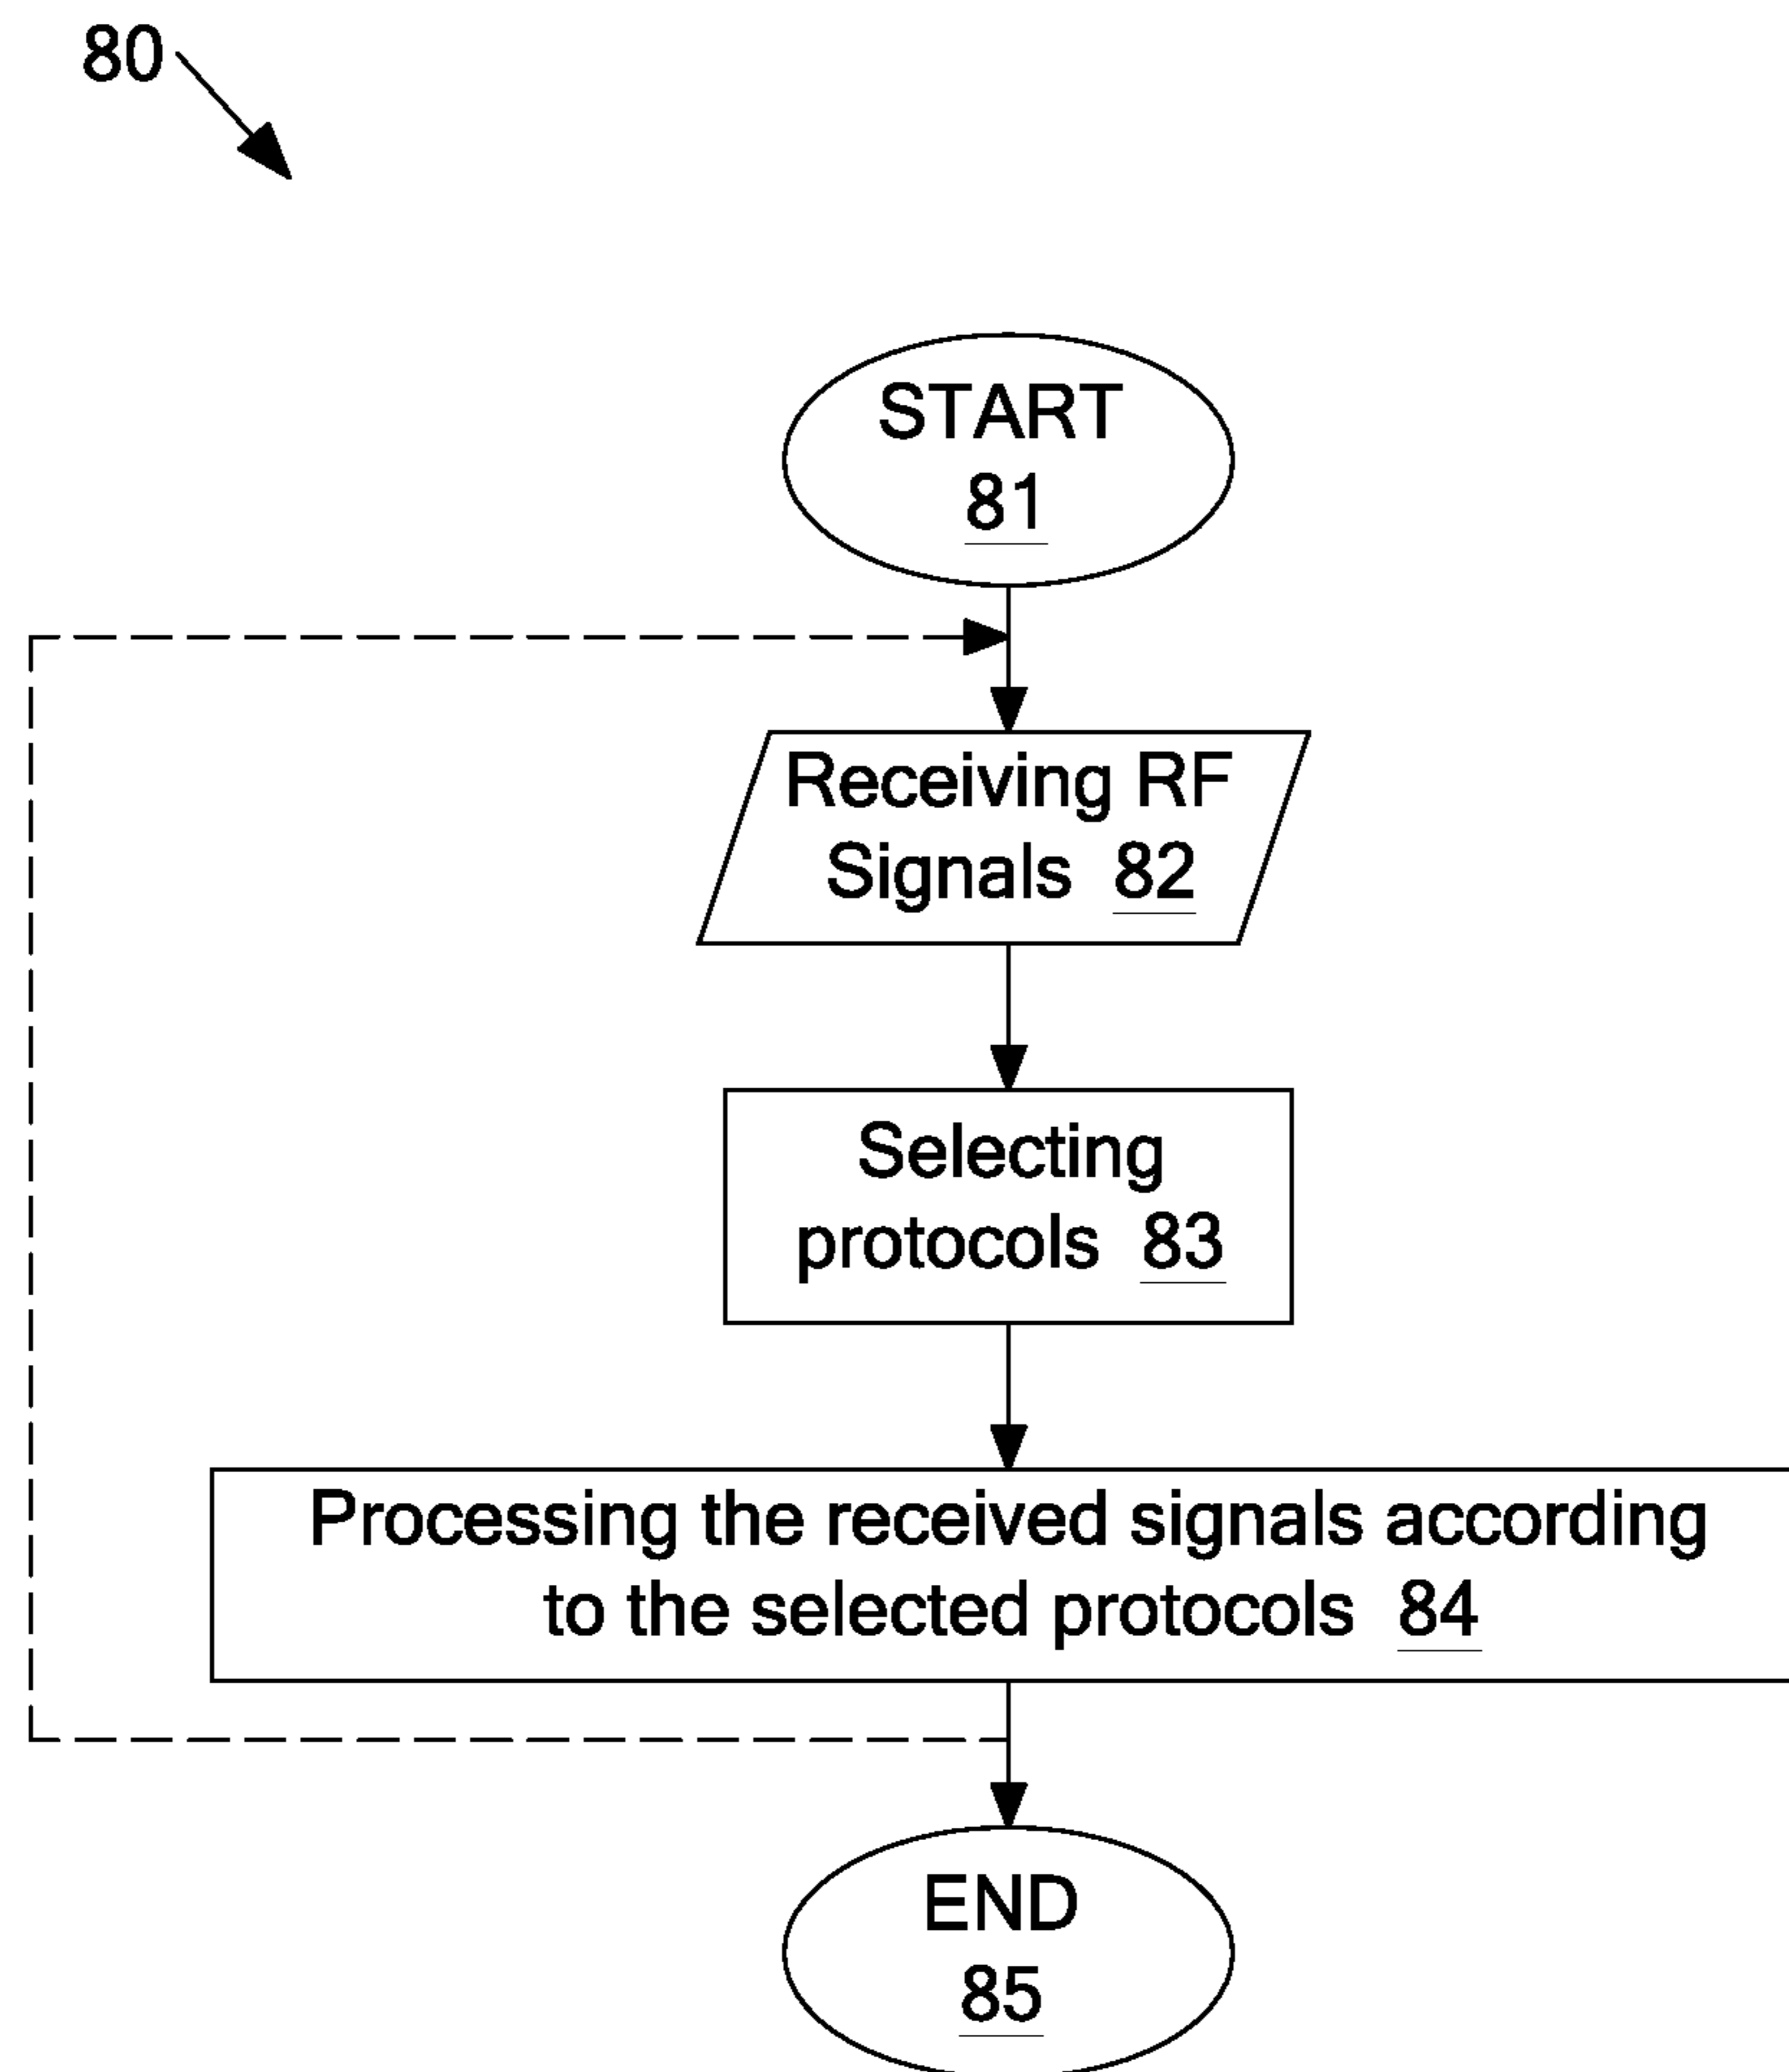 80
START
81
Receiving RF
Signals 82
Selecting
protocols 83
Processing the received signals according
to the selected protocols 84
END
85